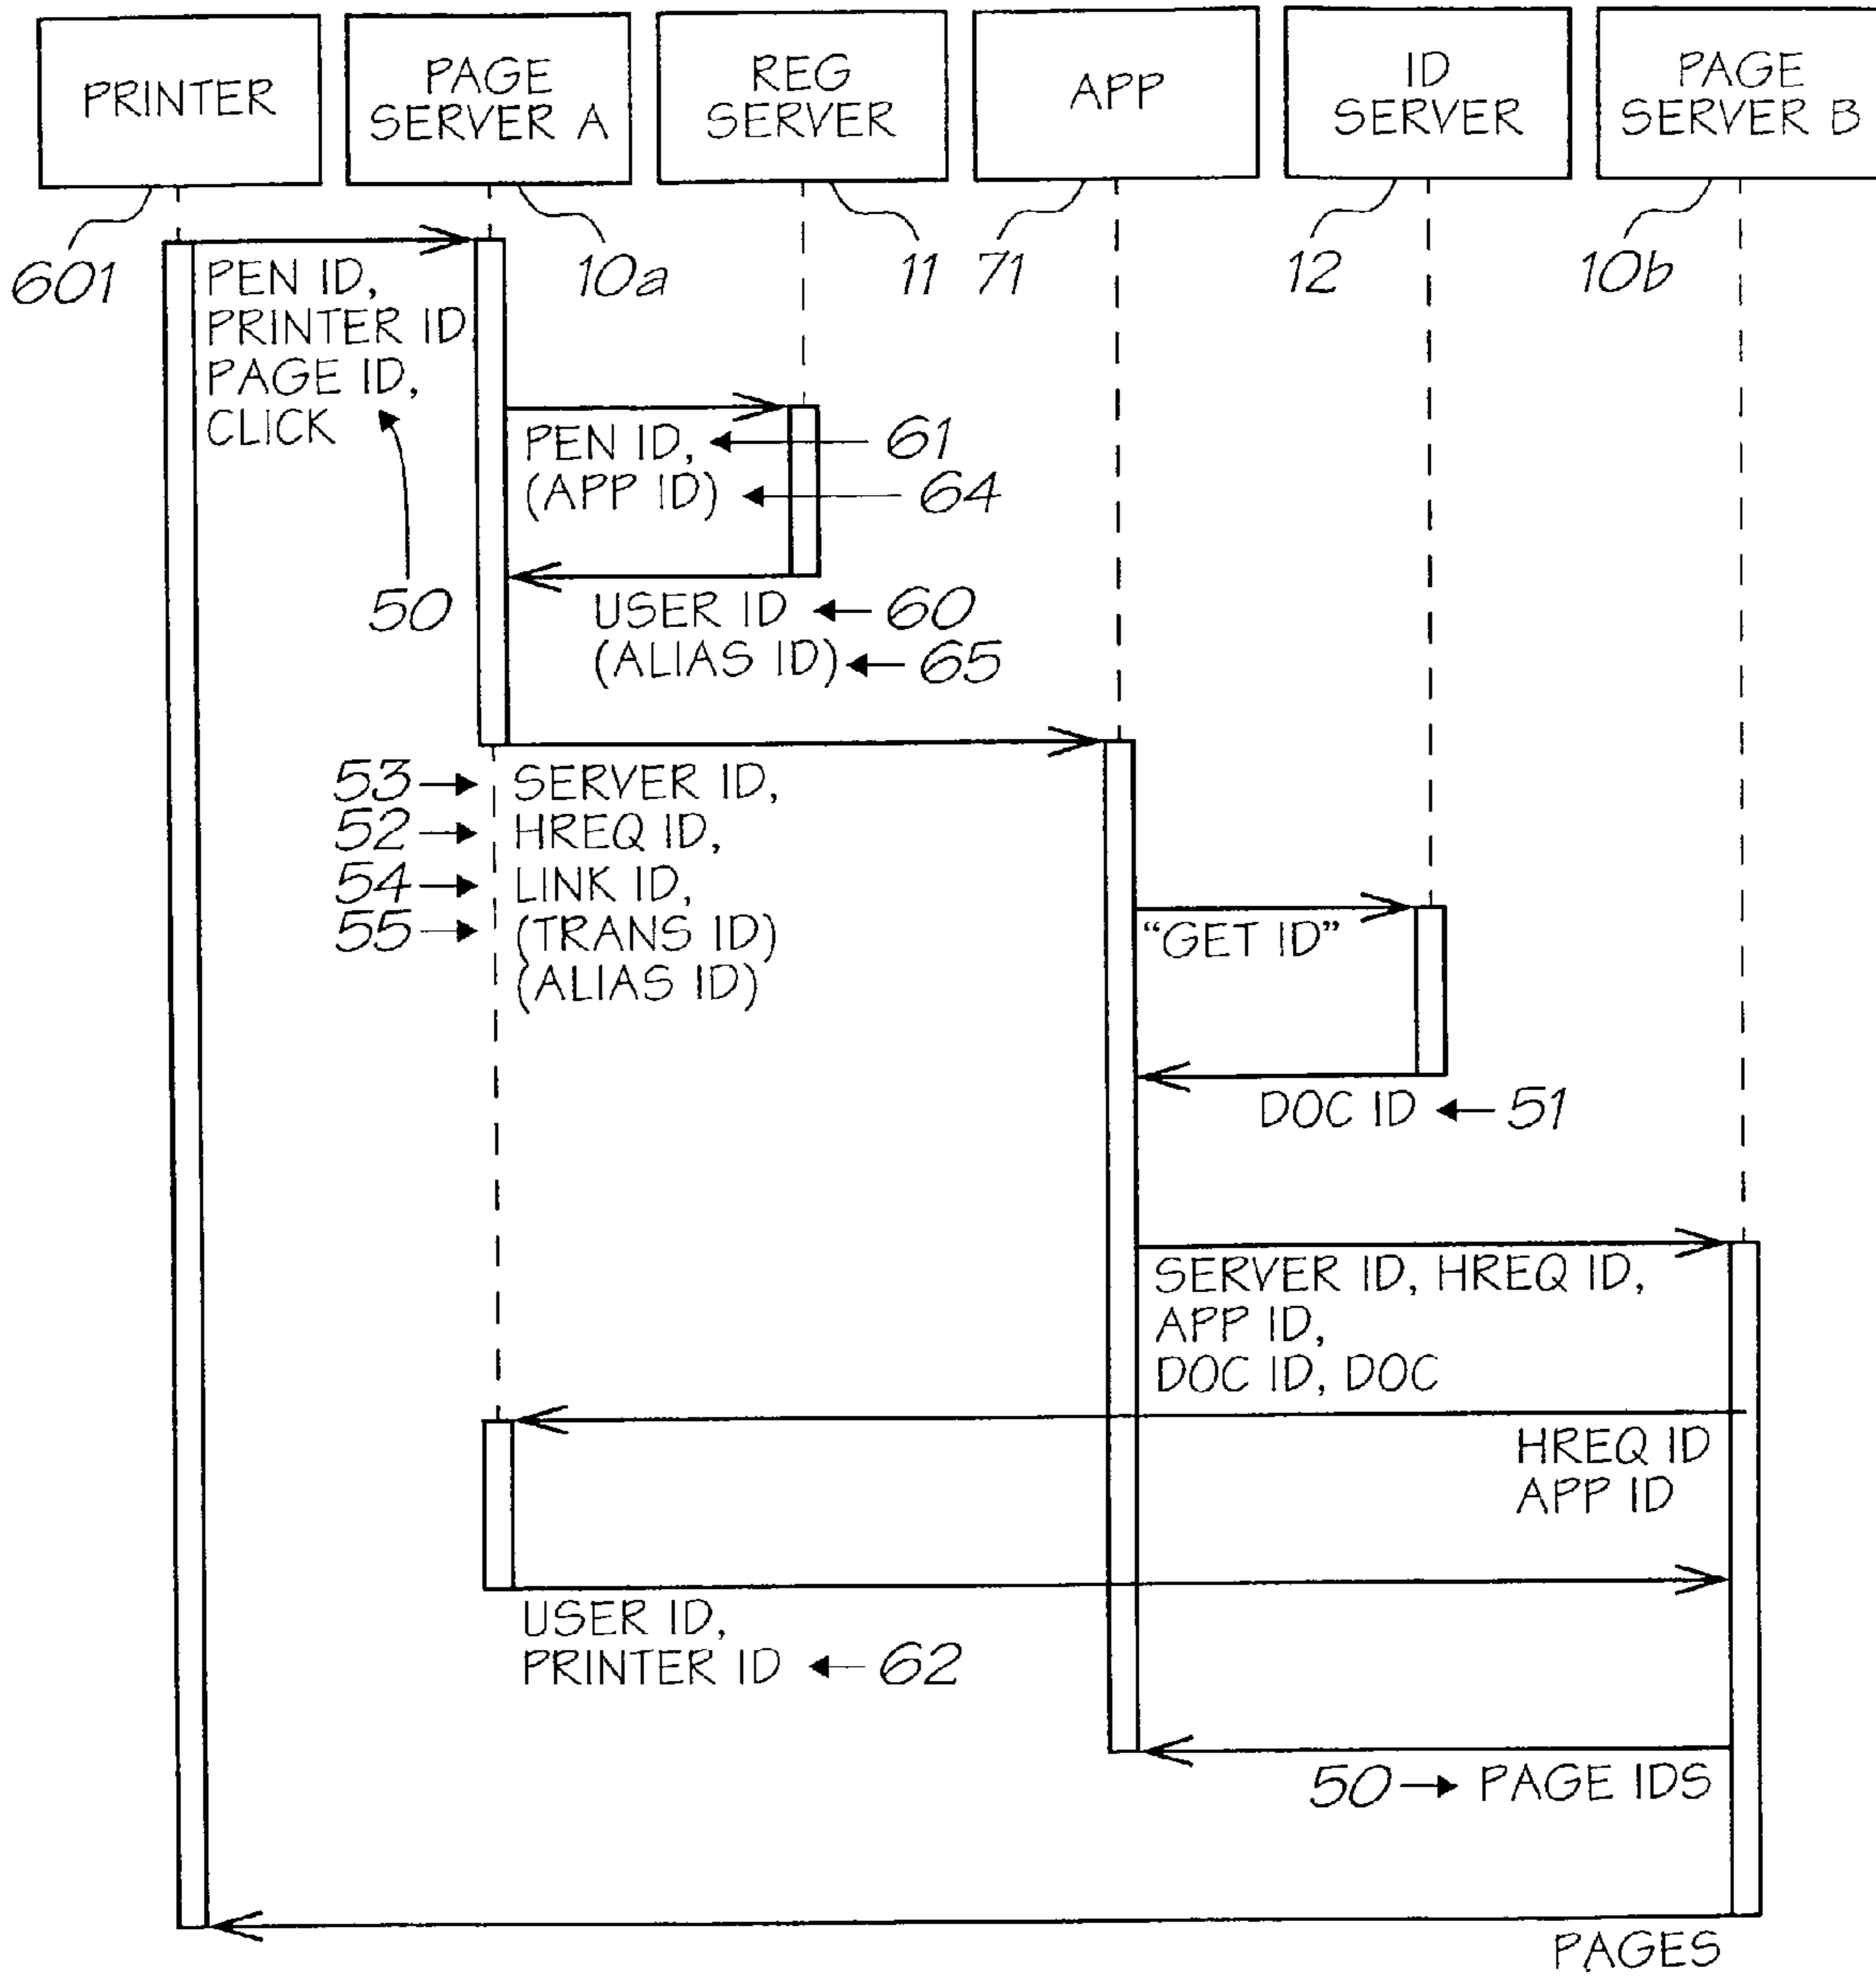 PRINTER
PAGE
SERVER A
REG
SERVER
APP
ID
SERVER
PAGE
SERVER B
601
10a
11
71
12
10b
PEN ID,
PRINTER ID
PAGE ID,
CLICK
50
PEN ID,
61
(APP ID)
64
USER ID
60
(ALIAS ID)
65
53
SERVER ID,
52
HREQ ID,
54
LINK ID,
55
(TRANS ID)
(ALIAS ID)
"GET ID"
DOC ID
51
SERVER ID, HREQ ID,
APP ID,
DOC ID, DOC
HREQ ID
APP ID
USER ID,
PRINTER ID
62
50
PAGE IDS
PAGES